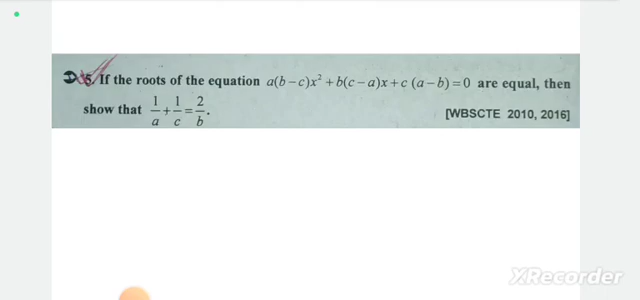 35. If the roots of the equation a(b−c)x² + b(c−a)x + c (a−b) = 0 are equal, then
show that 1/a + 1/c = 2/b.
[WBSCTE 2010, 2016]
XRecorder